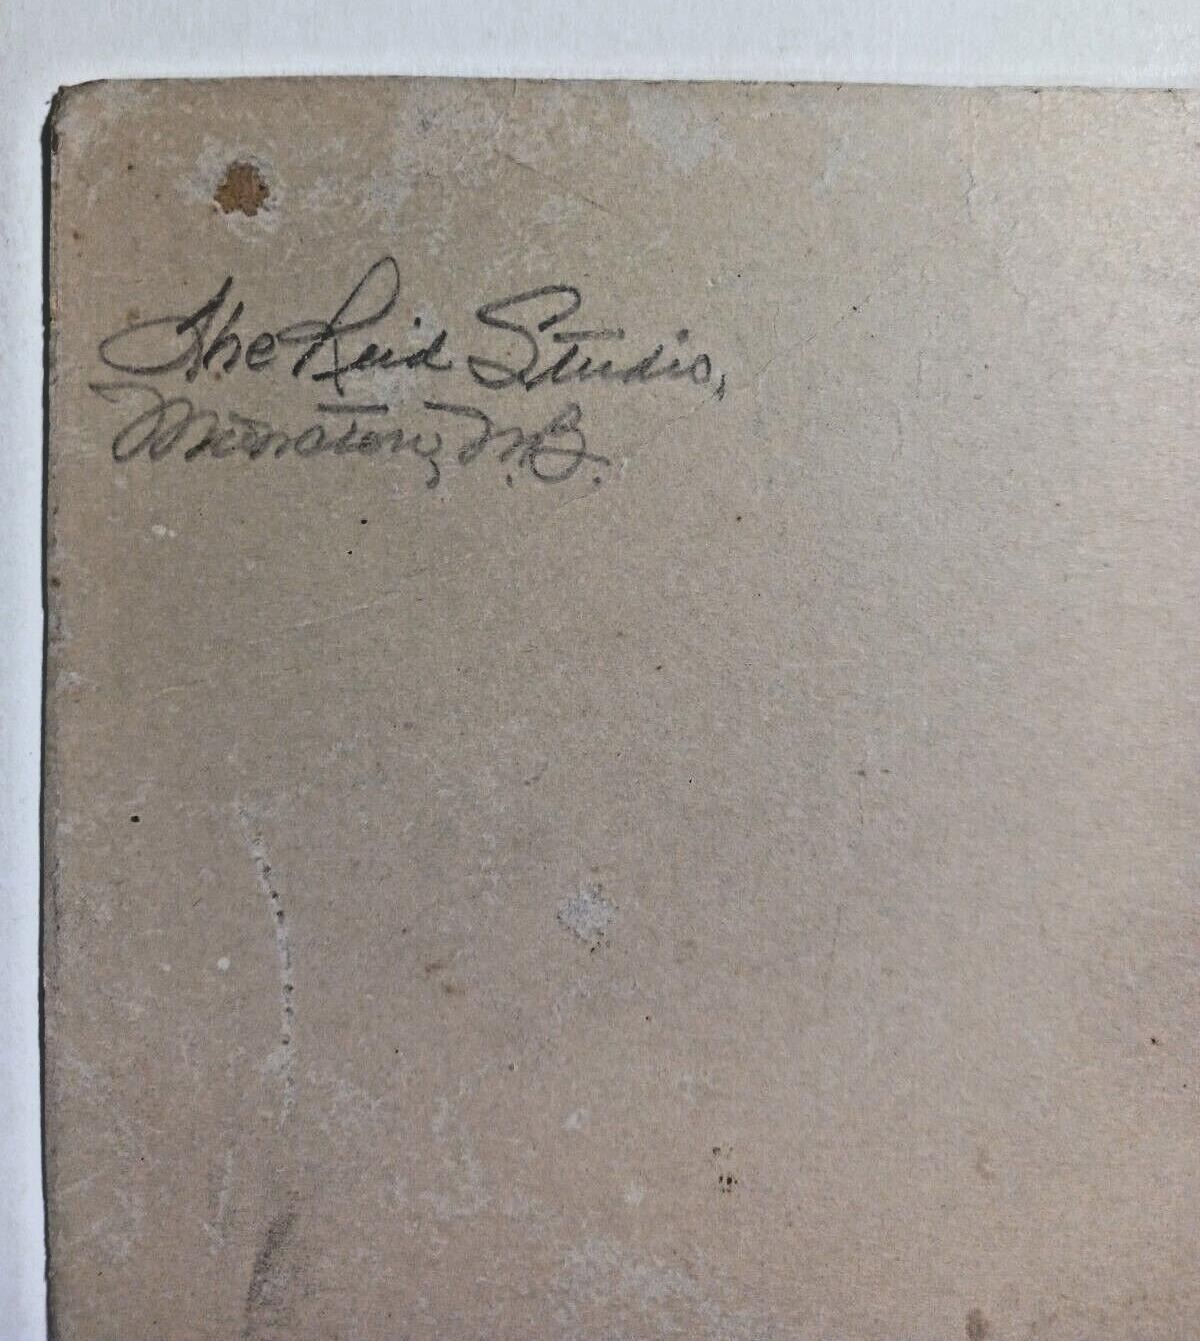 The Reid Studio,
Moncton, N.B.